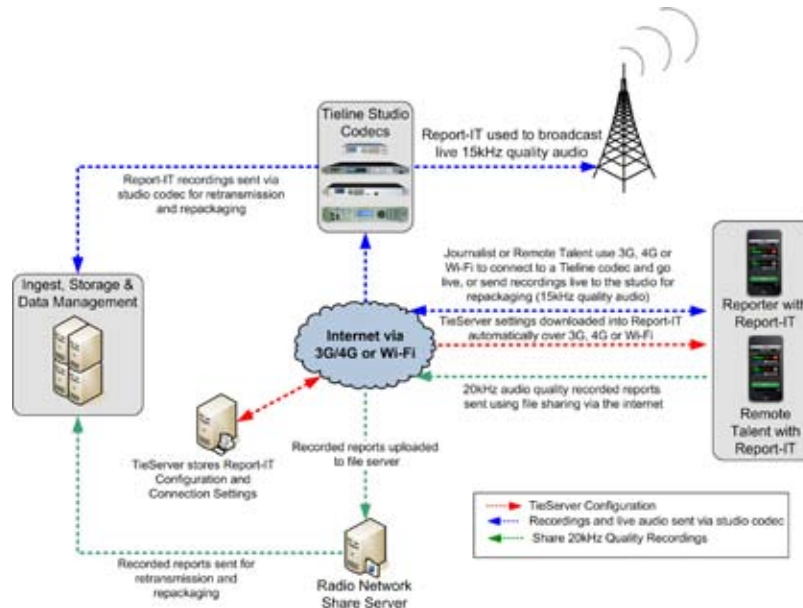 Tieline Studio
Codecs
Report-IT used to broadcast
live 15kHz quality audio
Report-IT recordings sent via
studio codec for retransmission
and repackaging
Journalist or Remote Talent use 3G, 4G or
Wi-Fi to connect to a Tieline codec and go
live, or send recordings live to the studio for
repackaging (15kHz quality audio)
Ingest, Storage &
Data Management
Internet via
3G/4G or Wi-Fi
TieServer settings downloaded into Report-IT
automatically over 3G, 4G or Wi-Fi
Reporter with
Report-IT
20kHz audio quality recorded reports
sent using file sharing via the internet
Remote
Talent with
Report-IT
Recorded reports uploaded
to file server
TieServer stores Report-IT
Configuration and
Connection Settings
TieServer Configuration
Recordings and live audio sent via studio codec
Share 20kHz Quality Recordings
Recorded reports sent for
retransmission and
repackaging
Radio Network
Share Server